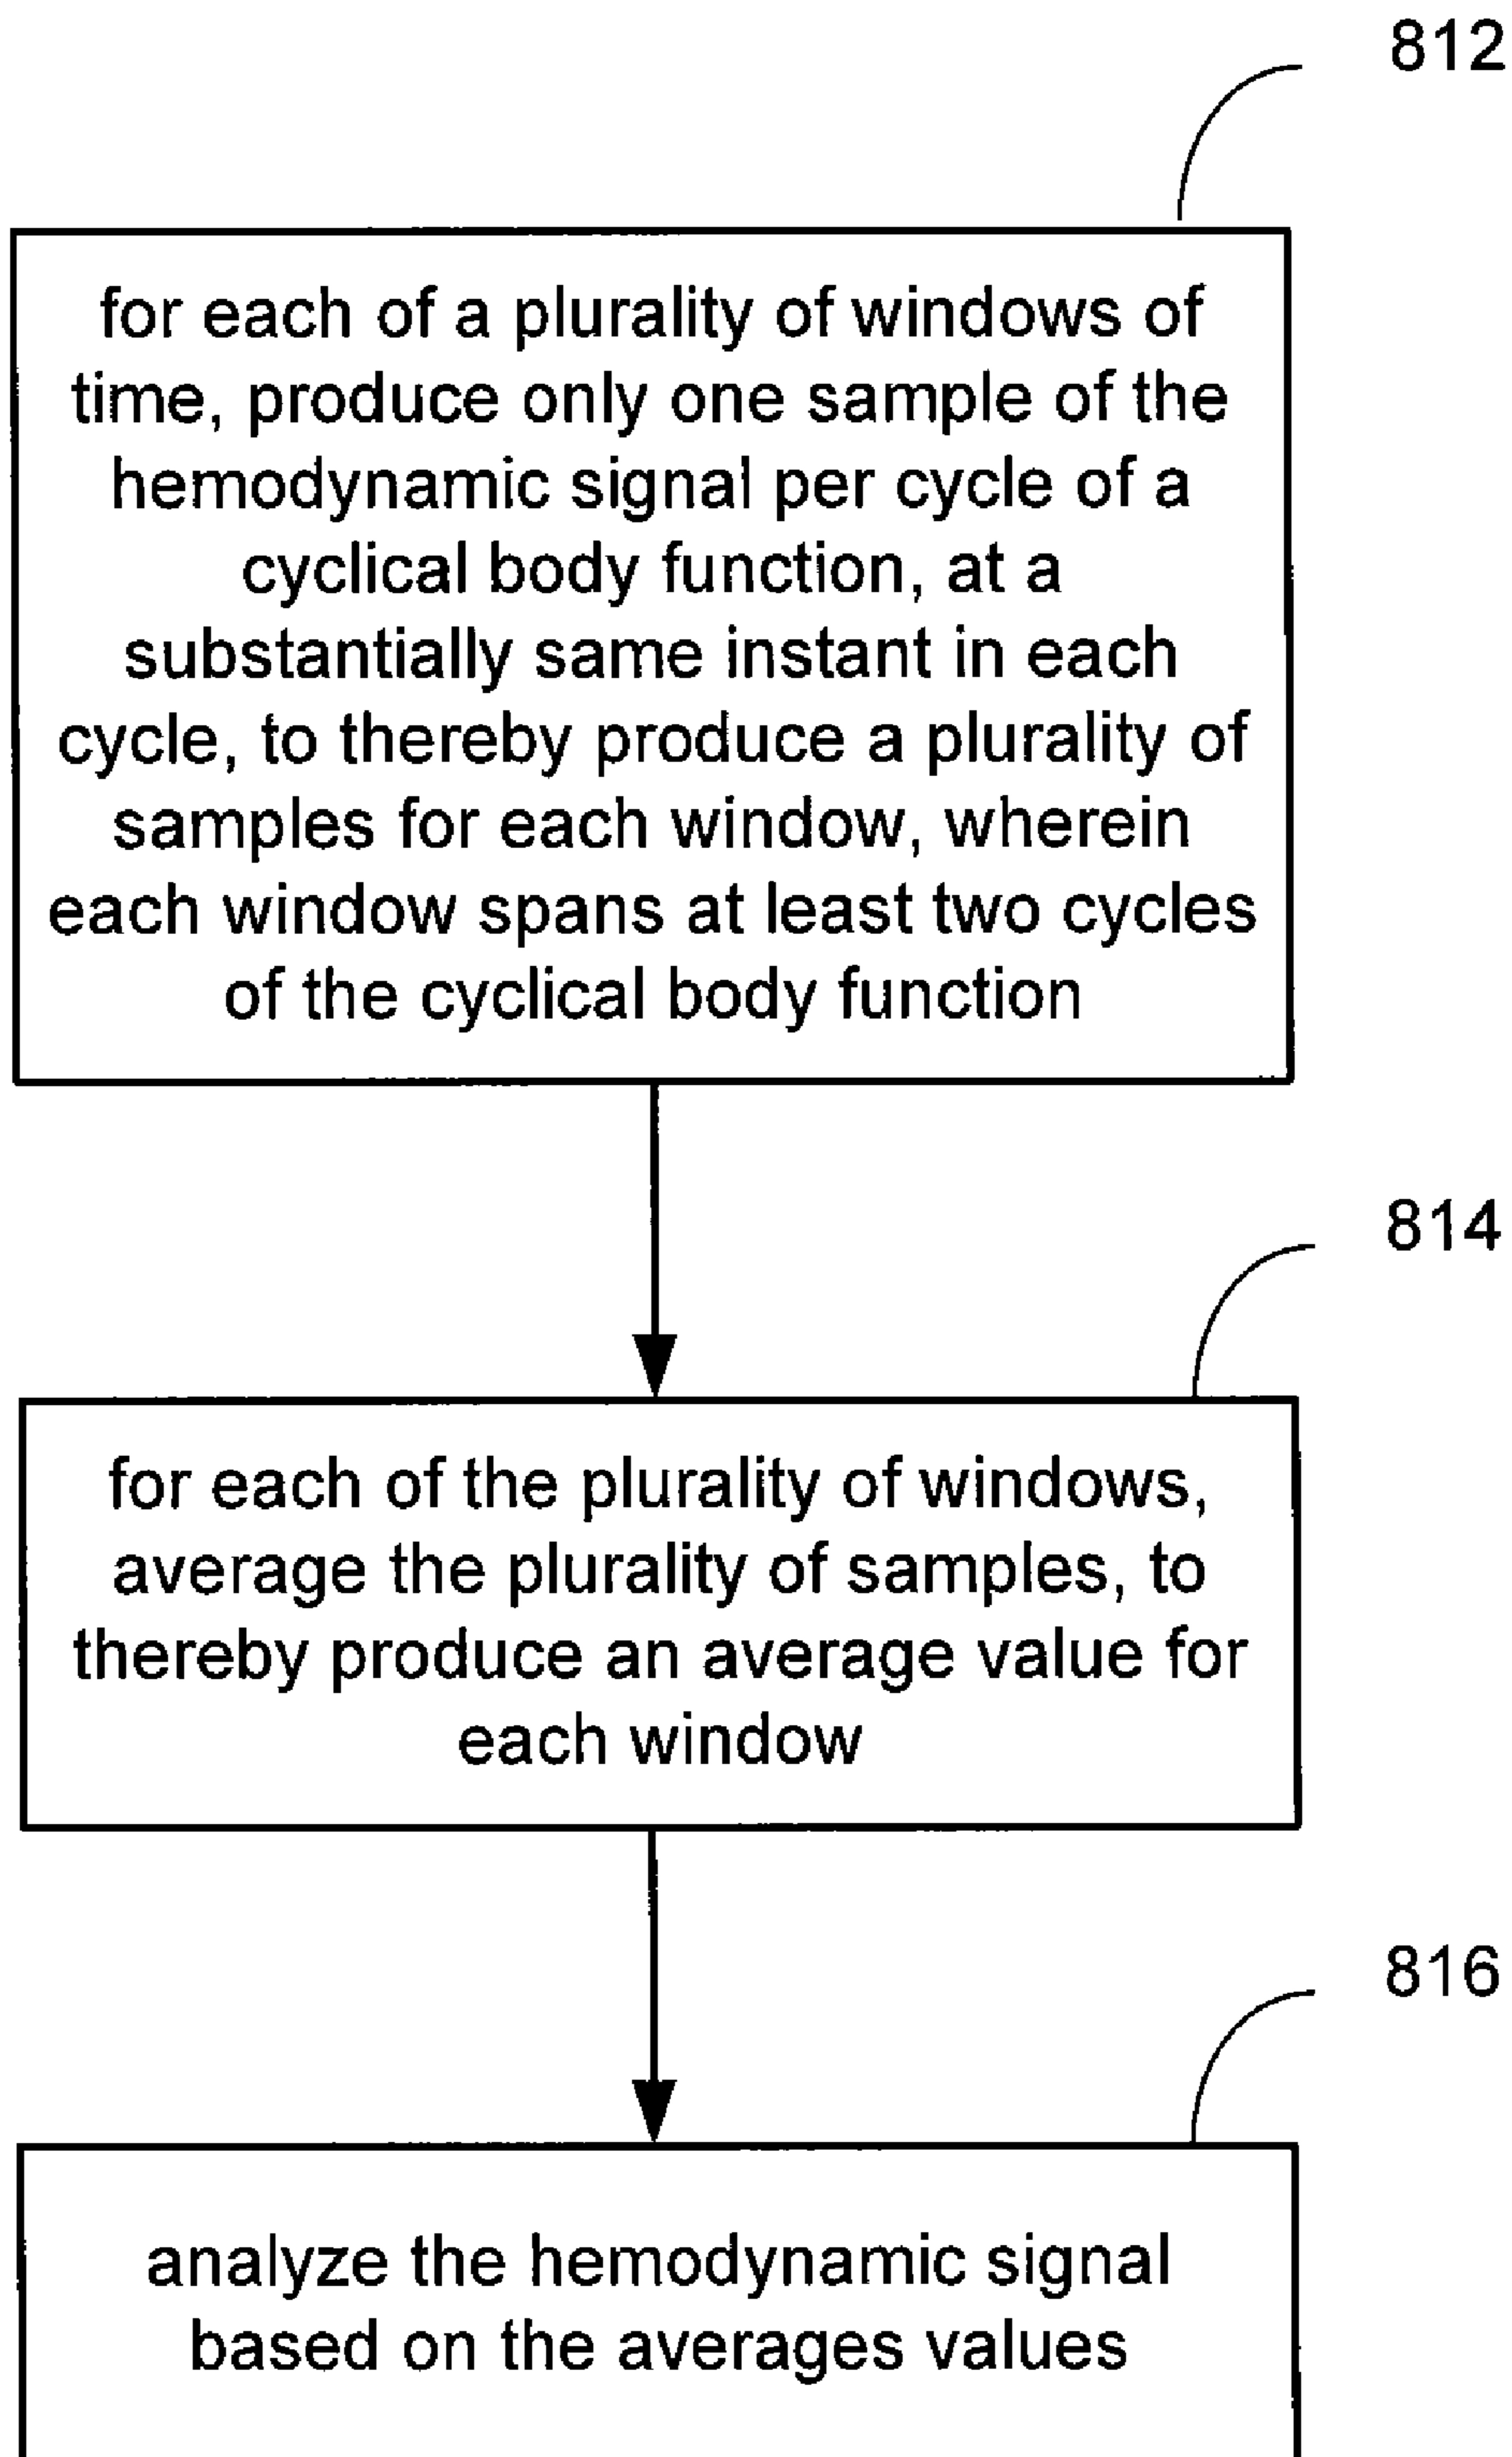 812
for each of a plurality of windows of
time, produce only one sample of the
hemodynamic signal per cycle of a
cyclical body function, at a
substantially same instant in each
cycle, to thereby produce a plurality of
samples for each window, wherein
each window spans at least two cycles
of the cyclical body function
814
for each of the plurality of windows,
average the plurality of samples, to
thereby produce an average value for
each window
816
analyze the hemodynamic signal
based on the averages values